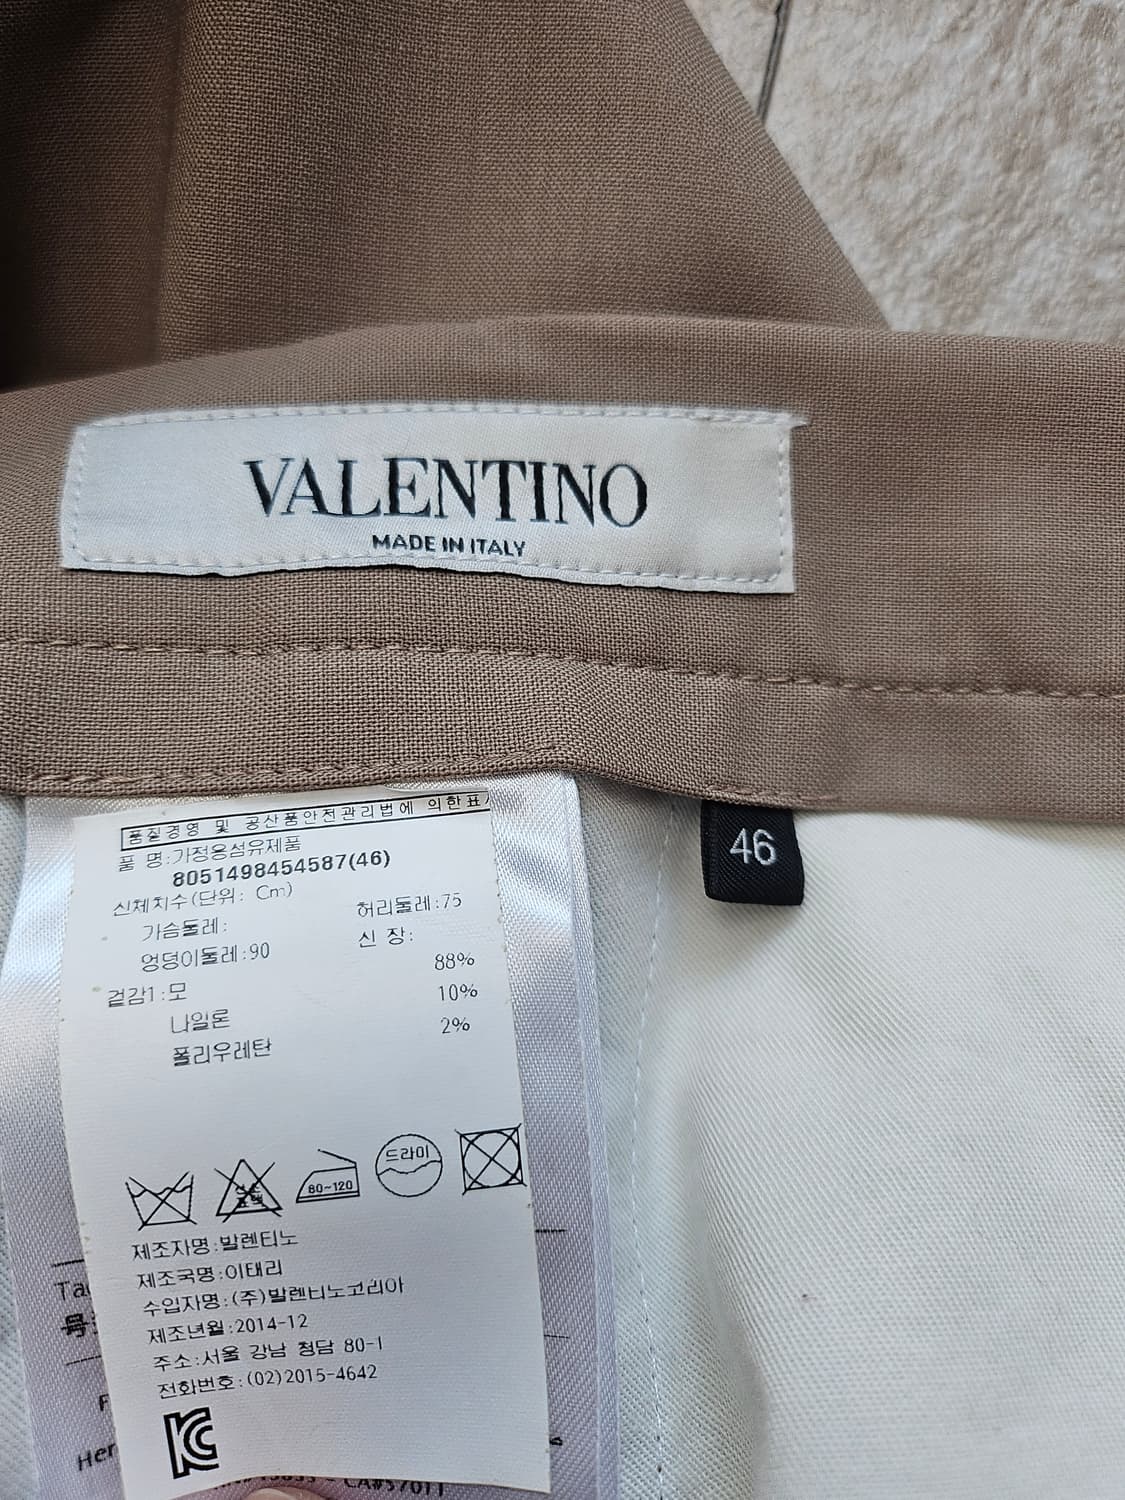 VALENTINO
MADE IN ITALY
46
품질경영 및 공산품안전관리법에 의한표
품 명:가정용섬유제품
8051498454587(46)
신체치수(단위: Cm)
가슴둘레: 허리둘레:75
엉덩이둘레:90 신 장:
겉감1:모 88%
나일론 10%
폴리우레탄 2%
80~120
드라이
제조자명:발렌티노
제조국명:이태리
수입자명:(주)발렌티노코리아
제조년월:2014-12
주소:서울 강남 청담 80-1
전화번호:(02)2015-4642